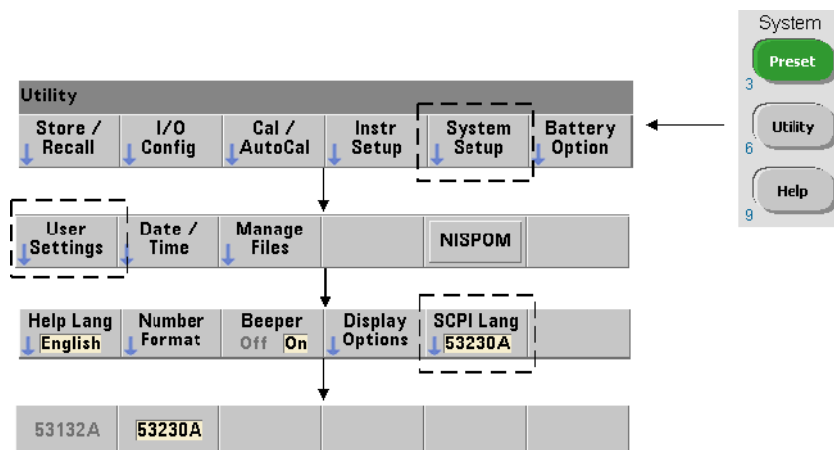 System
Preset
3
Utility
6
Help
9
Utility
Store / Recall
I/O Config
Cal / AutoCal
Instr Setup
System Setup
Battery Option
User Settings
Date / Time
Manage Files
NISPOM
Help Lang English
Number Format
Beeper Off On
Display Options
SCPI Lang 53230A
53132A
53230A